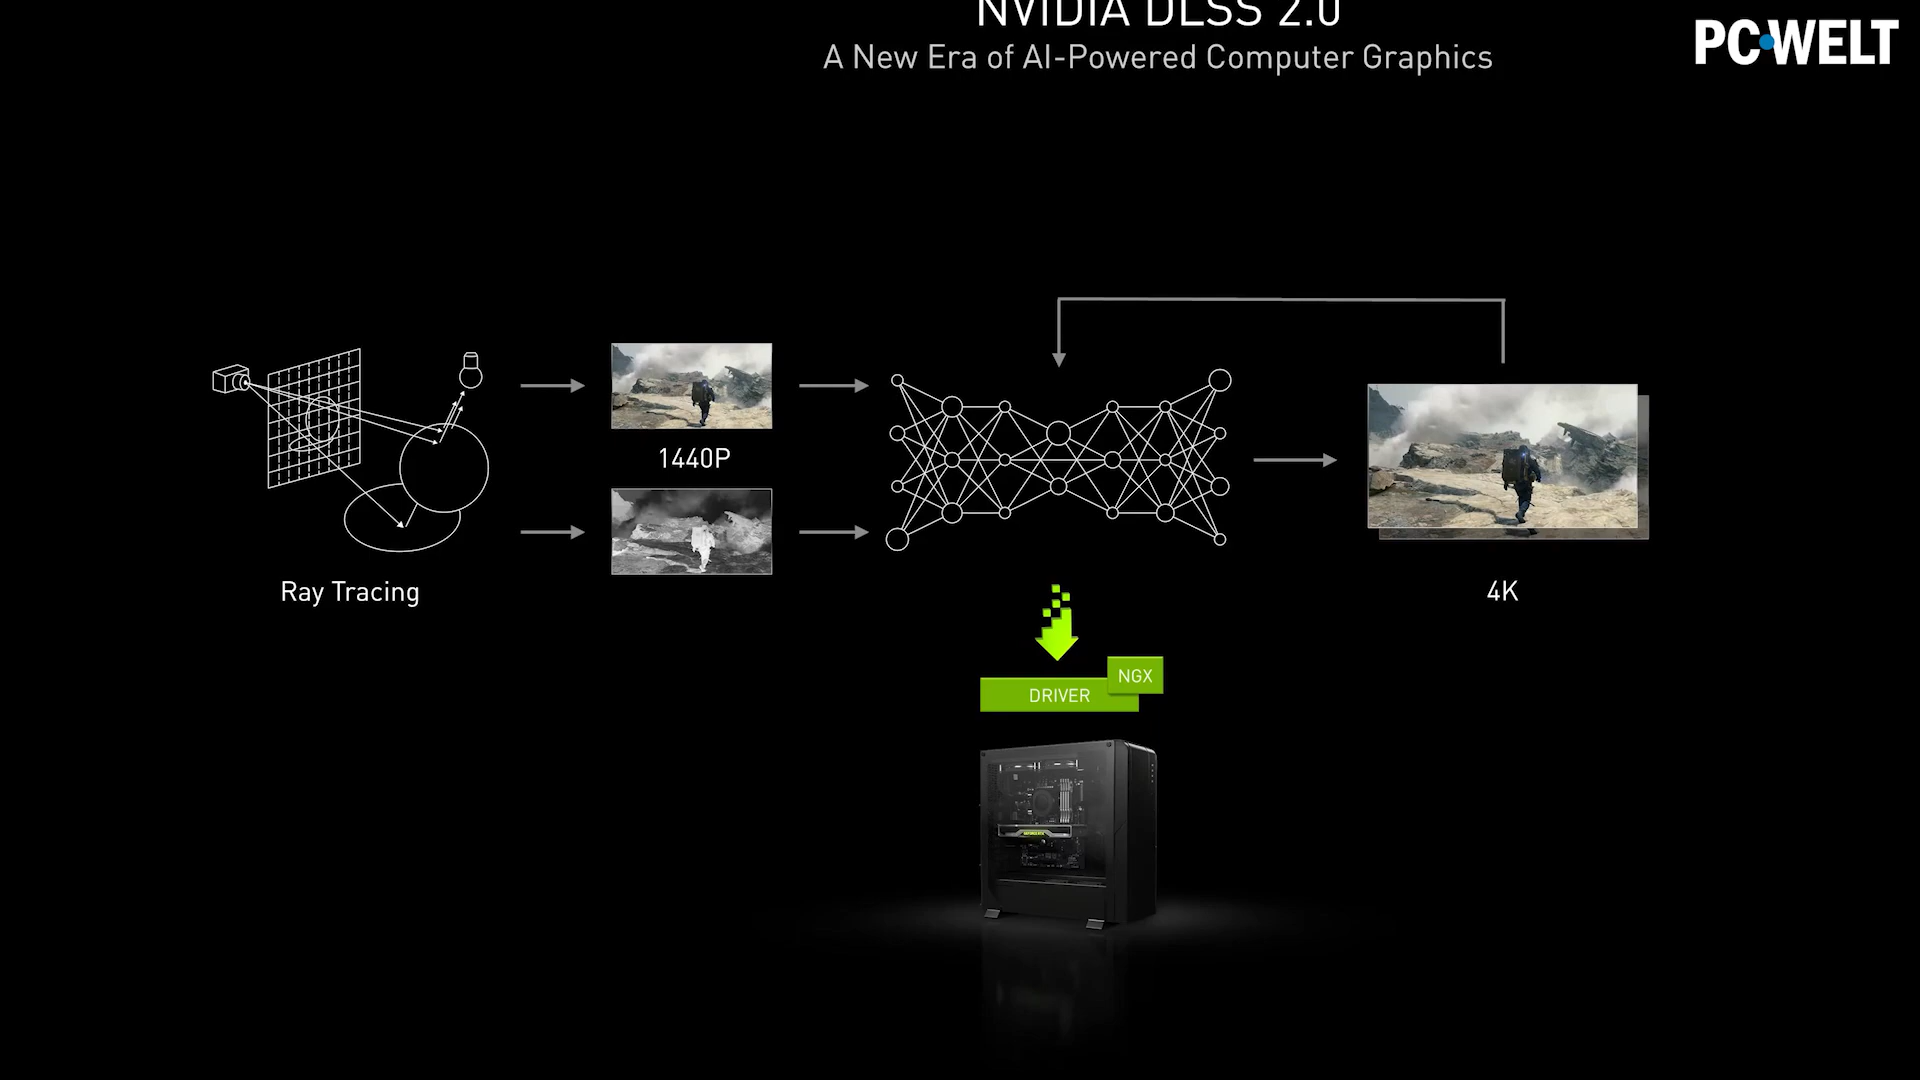 NVIDIA DLSS 2.0
A New Era of AI-Powered Computer Graphics
PC WELT
1440P
Ray Tracing
4K
NGX
DRIVER